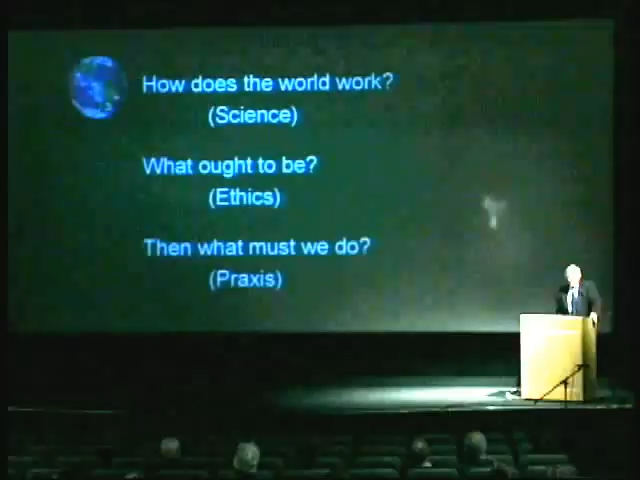 How does the world work?
(Science)
What ought to be?
(Ethics)
Then what must we do?
(Praxis)